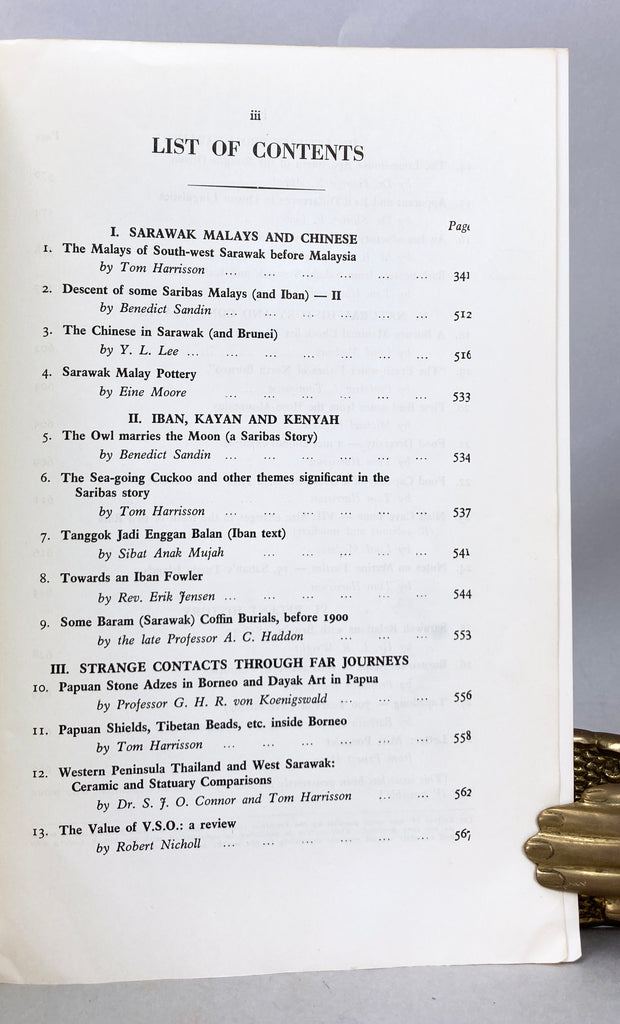 iii
LIST OF CONTENTS
Page
I. SARAWAK MALAYS AND CHINESE
1. The Malays of South-west Sarawak before Malaysia
by Tom Harrisson ... ... ... ... ... ... 341
2. Descent of some Saribas Malays (and Iban) — II
by Benedict Sandin ... ... ... ... ... ... 512
3. The Chinese in Sarawak (and Brunei)
by Y. L. Lee ... ... ... ... ... ... ... 516
4. Sarawak Malay Pottery
by Eine Moore ... ... ... ... ... ... 533
II. IBAN, KAYAN AND KENYAH
5. The Owl marries the Moon (a Saribas Story)
by Benedict Sandin ... ... ... ... ... ... 534
6. The Sea-going Cuckoo and other themes significant in the
Saribas story
by Tom Harrisson ... ... ... ... ... ... 537
7. Tanggok Jadi Enggan Balan (Iban text)
by Sibat Anak Mujah ... ... ... ... ... 541
8. Towards an Iban Fowler
by Rev. Erik Jensen ... ... ... ... ... ... 544
9. Some Baram (Sarawak) Coffin Burials, before 1900
by the late Professor A. C. Haddon ... ... ... 553
III. STRANGE CONTACTS THROUGH FAR JOURNEYS
10. Papuan Stone Adzes in Borneo and Dayak Art in Papua
by Professor G. H. R. von Koenigswald ... ... ... 556
11. Papuan Shields, Tibetan Beads, etc. inside Borneo
by Tom Harrisson ... ... ... ... ... ... 558
12. Western Peninsula Thailand and West Sarawak:
Ceramic and Statuary Comparisons
by Dr. S. J. O. Connor and Tom Harrisson ... ... 562
13. The Value of V.S.O.: a review
by Robert Nicholl ... ... ... ... ... ... 567